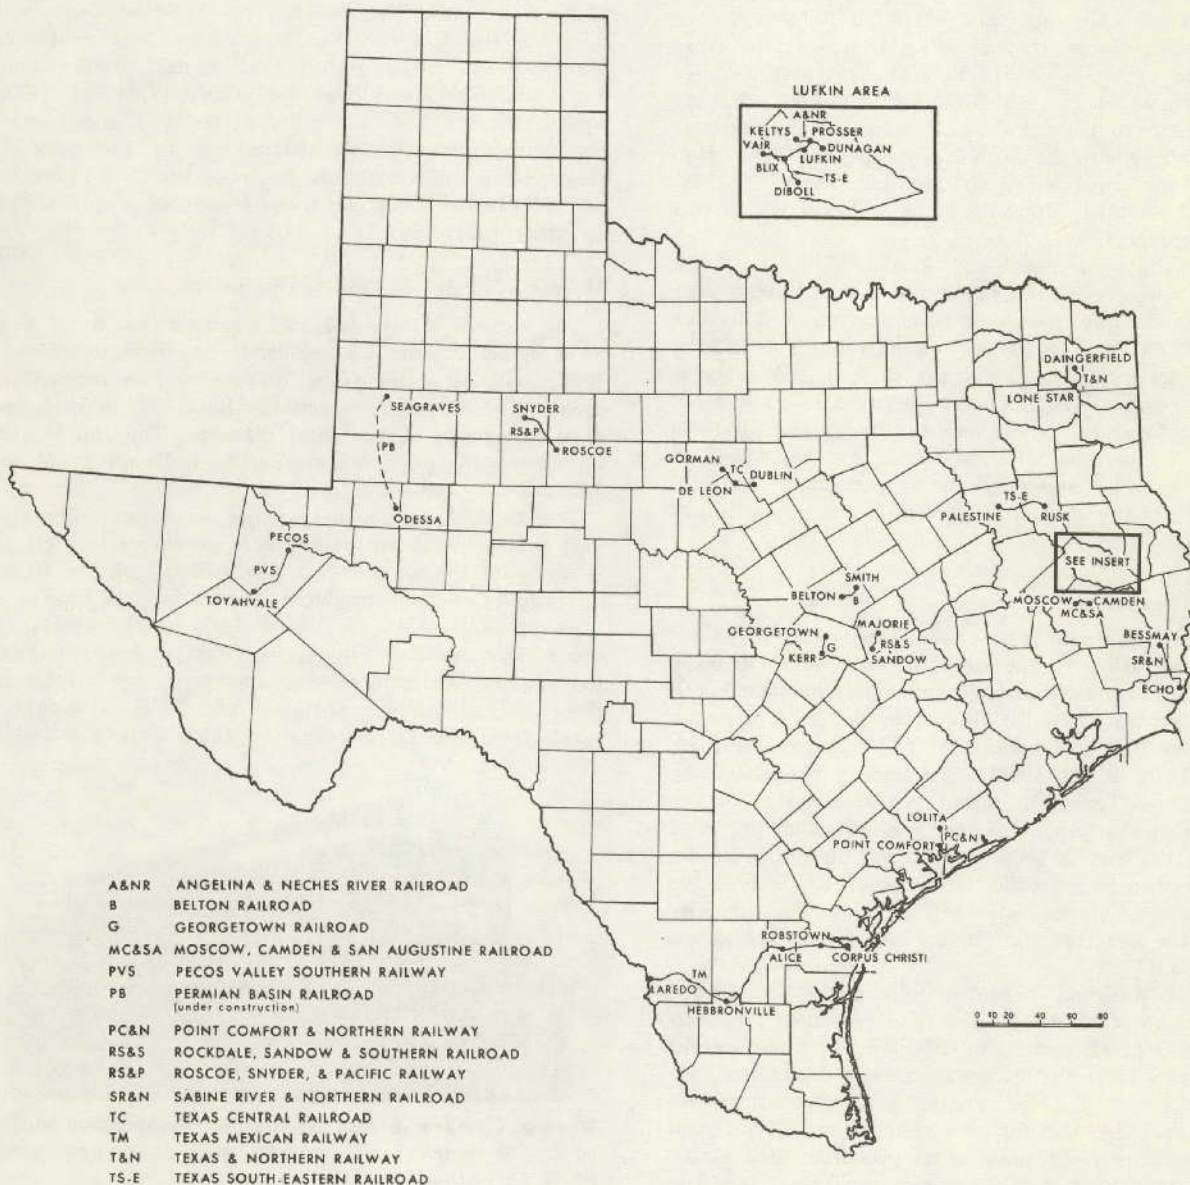 LUFKIN AREA
A&NR
KELTYS
PROSSER
VAIR
DUNAGAN
LUFKIN
BLIX
TS-E
DIBOLL
DAINGERFIELD
T&N
LONE STAR
SEAGRAVES
SNYDER
RS&P
ROSCOE
PB
GORMAN
TC
DUBLIN
DE LEON
ODESSA
TS-E
PALESTINE
RUSK
PECOS
PVS
TOYAHVALE
SEE INSERT
SMITH
BELTON
B
MOSCOW
CAMDEN
MC&SA
GEORGETOWN
G
KERR
MAJORIE
RS&S
SANDOW
BESSMAY
SR&N
ECHO
LOLITA
PC&N
POINT COMFORT
ROBSTOWN
ALICE
CORPUS CHRISTI
TM
LAREDO
HEBBRONVILLE
0 10 20 40 60 80
A&NR ANGELINA & NECHES RIVER RAILROAD
B BELTON RAILROAD
G GEORGETOWN RAILROAD
MC&SA MOSCOW, CAMDEN & SAN AUGUSTINE RAILROAD
PVS PECOS VALLEY SOUTHERN RAILWAY
PB PERMIAN BASIN RAILROAD
(under construction)
PC&N POINT COMFORT & NORTHERN RAILWAY
RS&S ROCKDALE, SANDOW & SOUTHERN RAILROAD
RS&P ROSCOE, SNYDER, & PACIFIC RAILWAY
SR&N SABINE RIVER & NORTHERN RAILROAD
TC TEXAS CENTRAL RAILROAD
TM TEXAS MEXICAN RAILWAY
T&N TEXAS & NORTHERN RAILWAY
TS-E TEXAS SOUTH-EASTERN RAILROAD